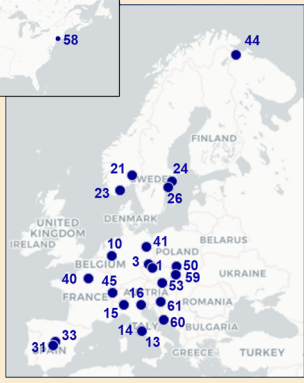 58
44
FINLAND
21
24
SWEDE
23
26
DENMARK
UNITED
KINGDOM
IRELAND
BELARUS
10
41
POLAND
3
1
50
BELGIUM
59
UKRAINE
40
45
53
FRANCE
AUSTRIA
16
61
ROMANIA
15
60
BULGARIA
14
ITALY
13
33
31
SPAIN
GREECE
TURKEY